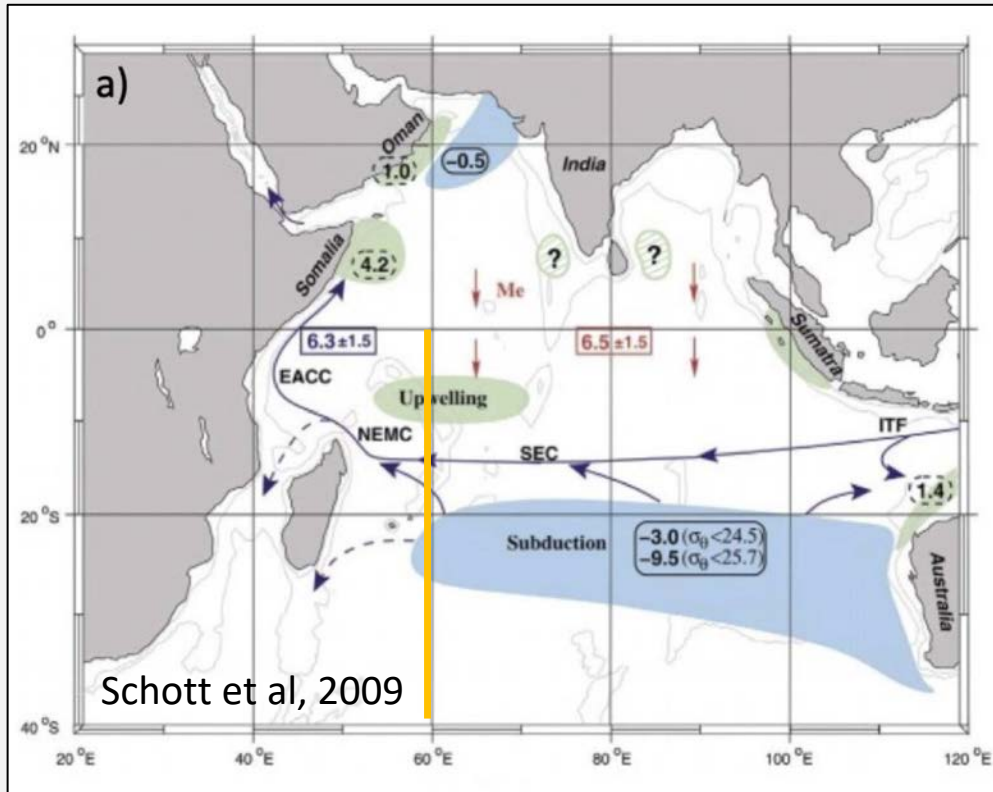 a)
20 °N
0°
20 °S
40 °S
20 °E
40 °E
60 °E
80 °E
100 °E
120 °E
Oman
1.0
−0.5
India
Somalia
4.2
?
?
Me
6.3 ±1.5
6.5 ±1.5
Sumatra
EACC
Upwelling
NEMC
SEC
ITF
1.4
Subduction
−3.0 (σθ <24.5)
−9.5 (σθ <25.7)
Australia
Schott et al, 2009